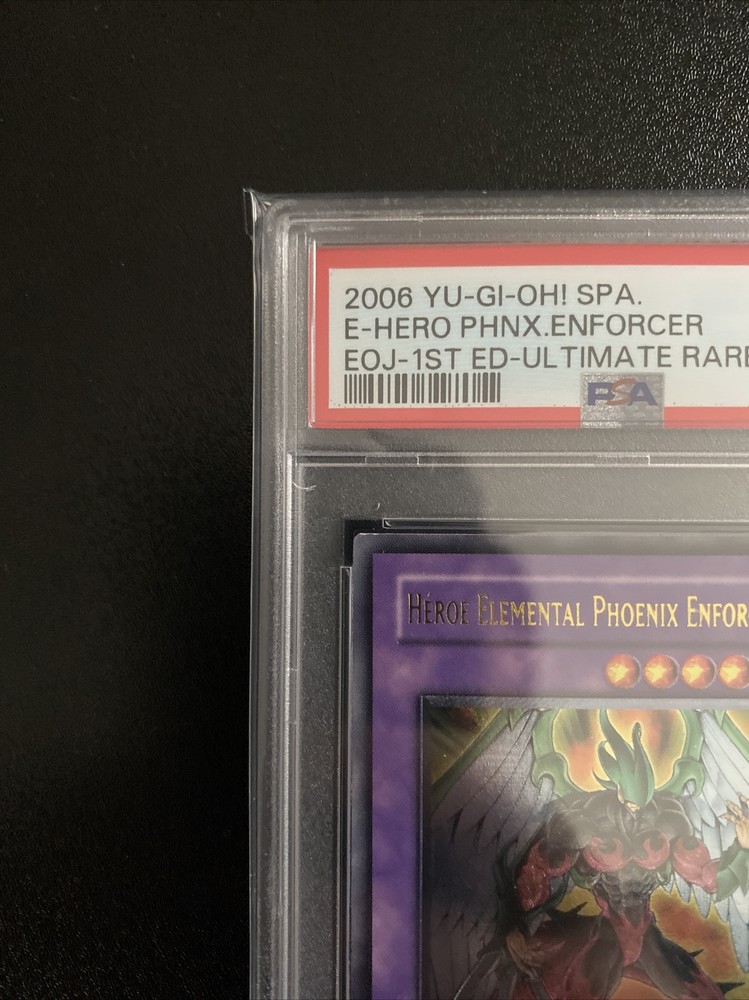 2006 YU-GI-OH! SPA.
E-HERO PHNX.ENFORCER
EOJ-1ST ED-ULTIMATE RARE
PSA
HÉROE ELEMENTAL PHOENIX ENFOR